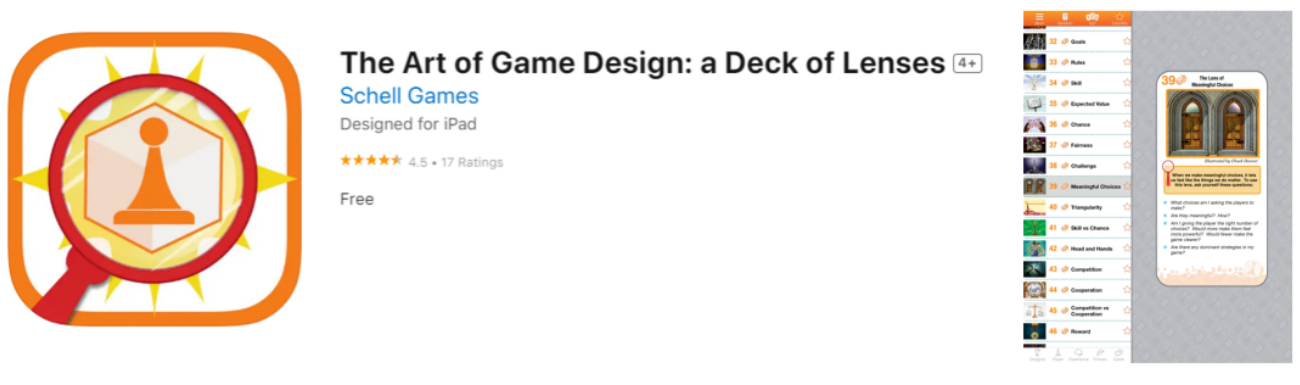 The Art of Game Design: a Deck of Lenses 4+
Schell Games
Designed for iPad
4.5 • 17 Ratings
Free
32 Goals
33 Rules
34 Skill
35 Expected Value
36 Chance
37 Fairness
38 Challenge
39 Meaningful Choices
40 Triangularity
41 Skill vs Chance
42 Head and Hands
43 Competition
44 Cooperation
45 Competition vs
Cooperation
46 Reward
39
The Lens of
Meaningful Choices
Illustrated by Chuck Hoover
When we make meaningful choices, it lets
us feel like the things we do matter. To use
this lens, ask yourself these questions:
What choices am I asking the players to
make?
Are they meaningful? How?
Am I giving the player the right number of
choices? Would more make them feel
more powerful? Would fewer make the
game clearer?
Are there any dominant strategies in my
game?